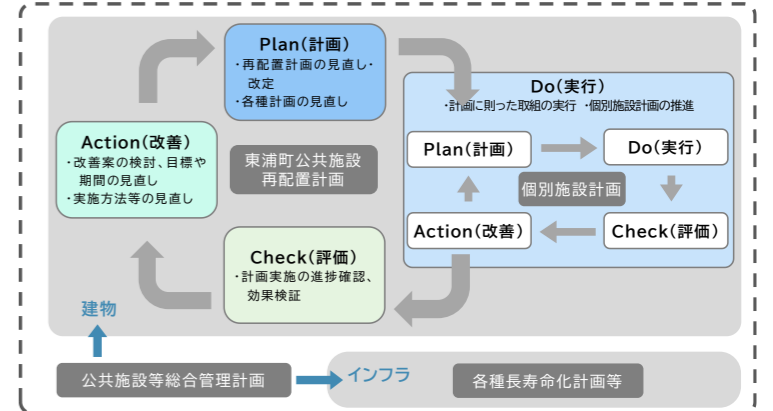 Plan(計画)
・再配置計画の見直し・
改定
・各種計画の見直し
Do(実行)
・計画に則った取組の実行 ・個別施設計画の推進
Plan(計画)
Do(実行)
個別施設計画
Action(改善)
Check(評価)
Action(改善)
・改善案の検討、目標や
期間の見直し
・実施方法等の見直し
東浦町公共施設
再配置計画
Check(評価)
・計画実施の進捗確認、
効果検証
建物
公共施設等総合管理計画
インフラ
各種長寿命化計画等